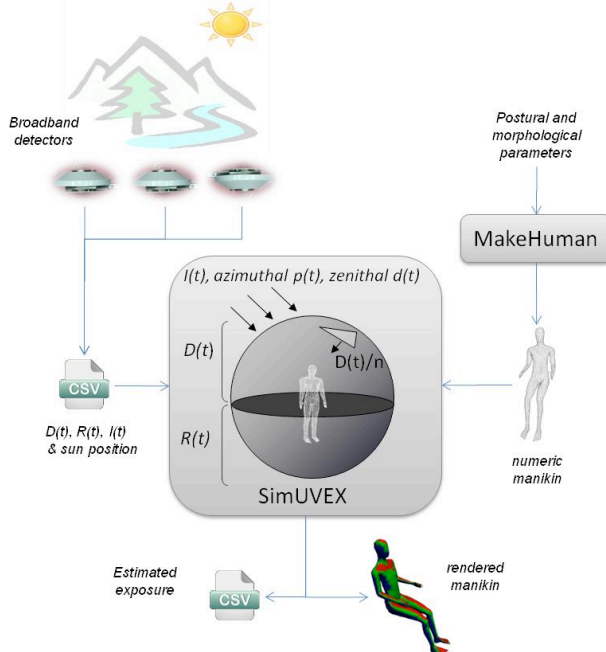 Broadband
detectors
Postural and
morphological
parameters
MakeHuman
I(t), azimuthal p(t), zenithal d(t)
D(t)
D(t)/n
R(t)
SimUVEX
CSV
D(t), R(t), I(t)
& sun position
numeric
manikin
Estimated
exposure
CSV
rendered
manikin